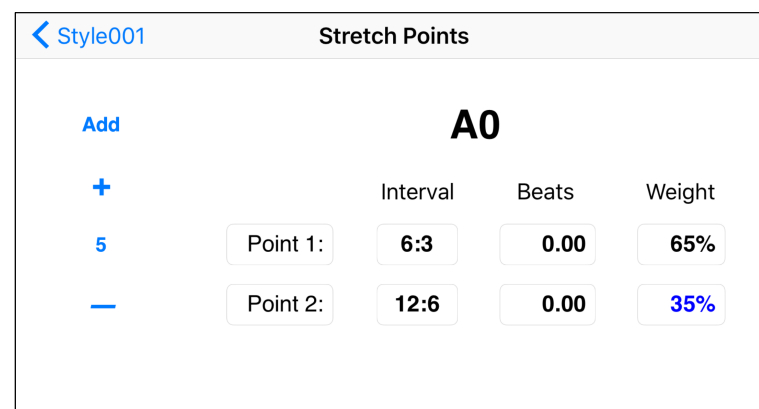 Style001 Stretch Points
Add A0
+ Interval Beats Weight
5 Point 1: 6:3 0.00 65%
— Point 2: 12:6 0.00 35%